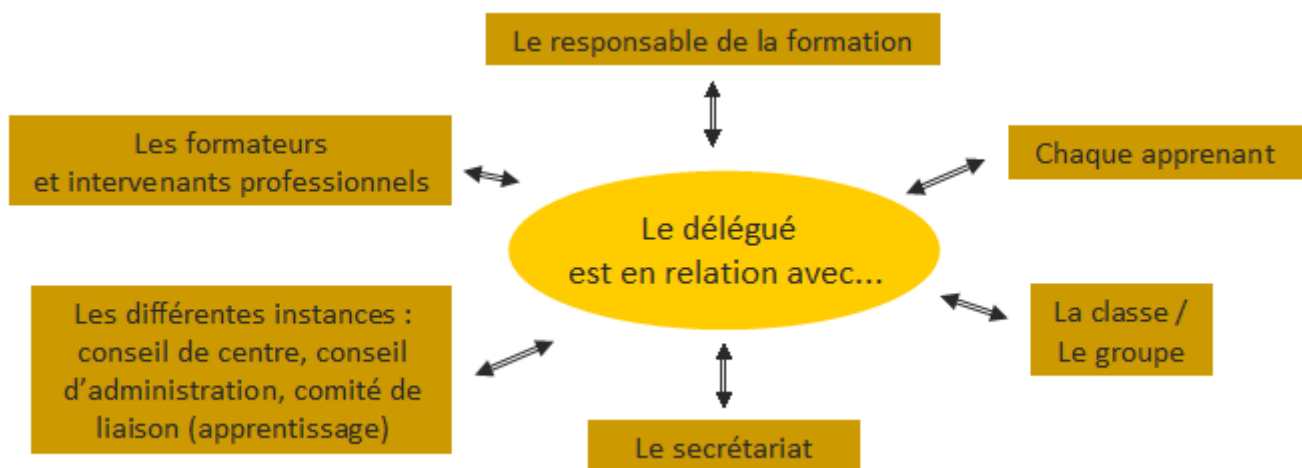 Le responsable de la formation
Les formateurs
et intervenants professionnels
Chaque apprenant
Le délégué
est en relation avec...
Les différentes instances :
conseil de centre, conseil
d’administration, comité de
liaison (apprentissage)
La classe /
Le groupe
Le secrétariat